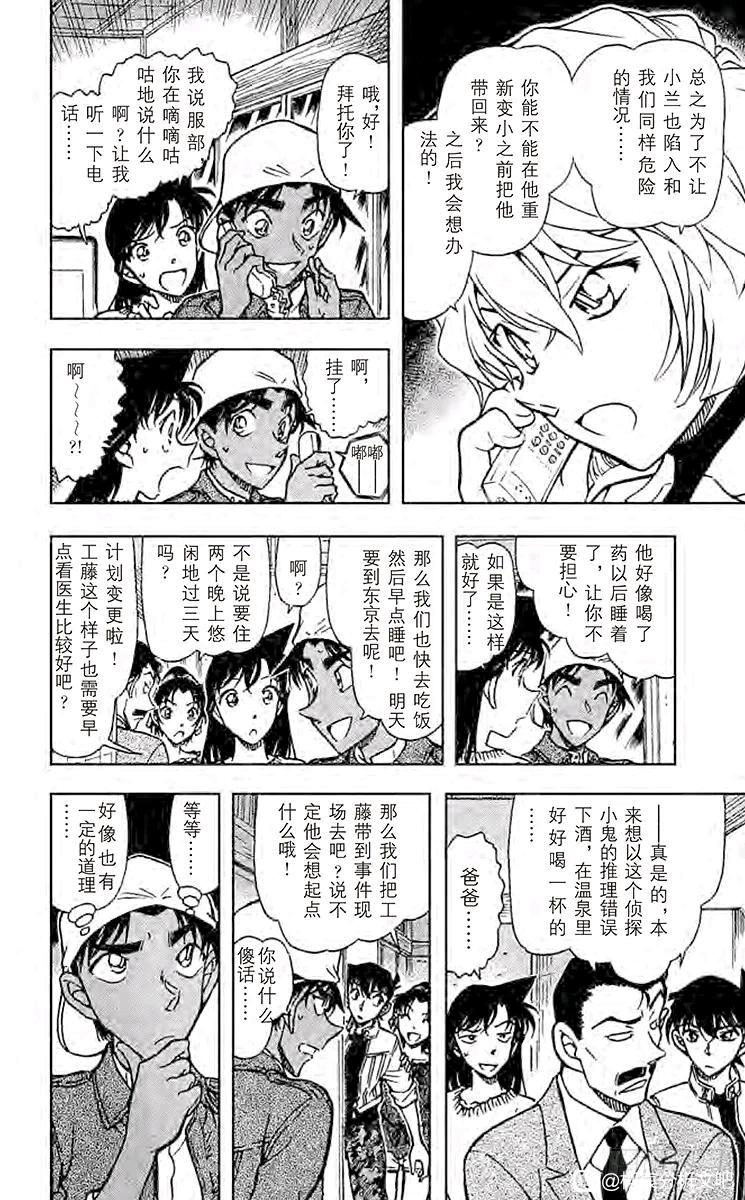 总之为了不让
小兰也陷入和
我们同样危险
的情况……
你能不能在他重
新变小之前把他
带回来？
之后我会想办
法的！
哦，好！
拜托你了！
我说服部
你在嘀嘀咕
咕地说什么
啊？让我
听一下电
话……
啊，
挂了……
嘟
嘟
啊～～～～?!
他好像喝了
药以后睡着
了，让你不
要担心！
如果是这样
就好了……
那么我们也快去吃饭
然后早点睡吧！明天
要到东京去呢！
啊？
不是说要住
两个晚上悠
闲地过三天
吗？
计划变更啦！
工藤这个样子也需要早
点看医生比较好吧？
——真是的，本
来想以这个侦探
小鬼的推理错误
下酒，在温泉里
好好喝一杯的
……
爸爸……
那么我们把工
藤带到事件现
场去吧？说不
定他会想起点
什么哦！
你说什么
傻话……
等等……
好像也有
一定的道理
……